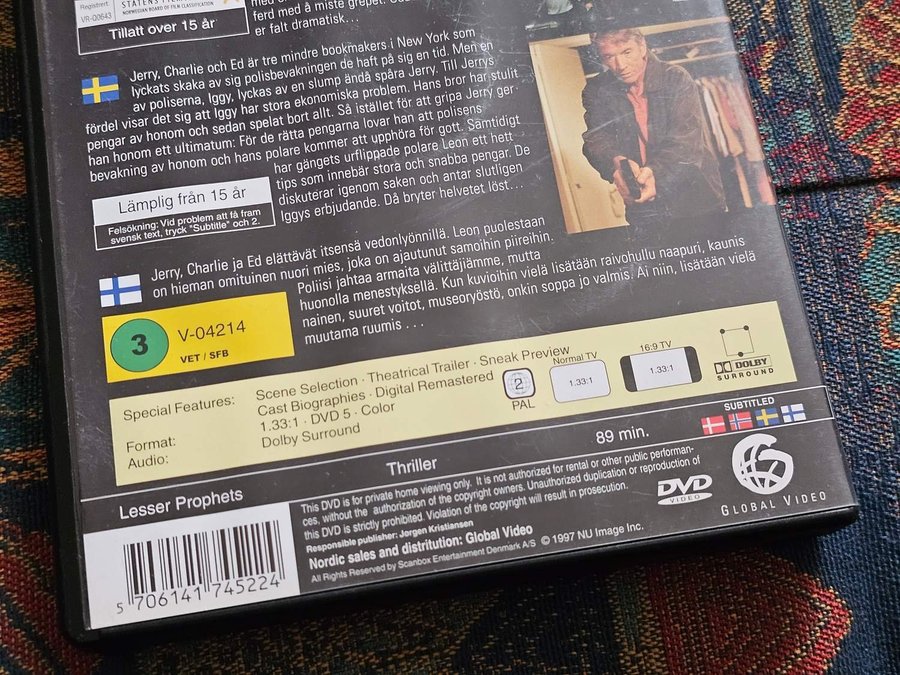 Registrert
VR-00643
STATENS
NORWEGIAN BOARD OF FILM CLASSIFICATION
Tillatt over 15 år
ferd med å miste grepet.
er falt dramatisk…
Jerry, Charlie och Ed är tre mindre bookmakers i New York som
lyckats skaka av sig polisbevakningen de haft på sig en tid. Men en
av poliserna, Iggy, lyckas av en slump ändå spåra Jerry. Till Jerrys
fördel visar det sig att Iggy har stora ekonomiska problem. Hans bror har stulit
pengar av honom och sedan spelat bort allt. Så istället för att gripa Jerry ger-
han honom ett ultimatum: För de rätta pengarna lovar han att polisens
bevakning av honom och hans polare kommer att upphöra för gott. Samtidigt
har gängets urflippade polare Leon ett hett
tips som innebär stora och snabba pengar. De
diskuterar igenom saken och antar slutligen
Iggys erbjudande. Då bryter helvetet löst…
Lämplig från 15 år
Felsökning: Vid problem att få fram
svensk text, tryck "Subtitle" och 2.
Jerry, Charlie ja Ed elättävät itsensä vedonlyönnillä. Leon puolestaan
on hieman omituinen nuori mies, joka on ajautunut samoihin piireihin.
Poliisi jahtaa armaita välittäjiämme, mutta
huonolla menestyksellä. Kun kuvioihin vielä lisätään raivohullu naapuri, kaunis
nainen, suuret voitot, museoryöstö, onkin soppa jo valmis. Ai niin, lisätään vielä
muutama ruumis . . .
3
V-04214
VET / SFB
Special Features: Scene Selection · Theatrical Trailer · Sneak Preview
Cast Biographies · Digital Remastered
Format: 1.33:1 · DVD 5 · Color
Audio: Dolby Surround
2
PAL
Normal TV
1.33:1
16:9 TV
1.33:1
DOLBY
SURROUND
SUBTITLED
Lesser Prophets
Thriller
89 min.
This DVD is for private home viewing only. It is not authorized for rental or other public performan-
ces, without the authorization of the copyright owners. Unauthorized duplication or reproduction of
this DVD is strictly prohibited. Violation of the copyright will result in prosecution.
Responsible publisher: Jørgen Kristiansen
Nordic sales and distritution: Global Video
All Rights Reserved by Scanbox Entertainment Denmark A/S © 1997 NU Image Inc.
DVD
VIDEO
GLOBAL VIDEO
5 706141 745224